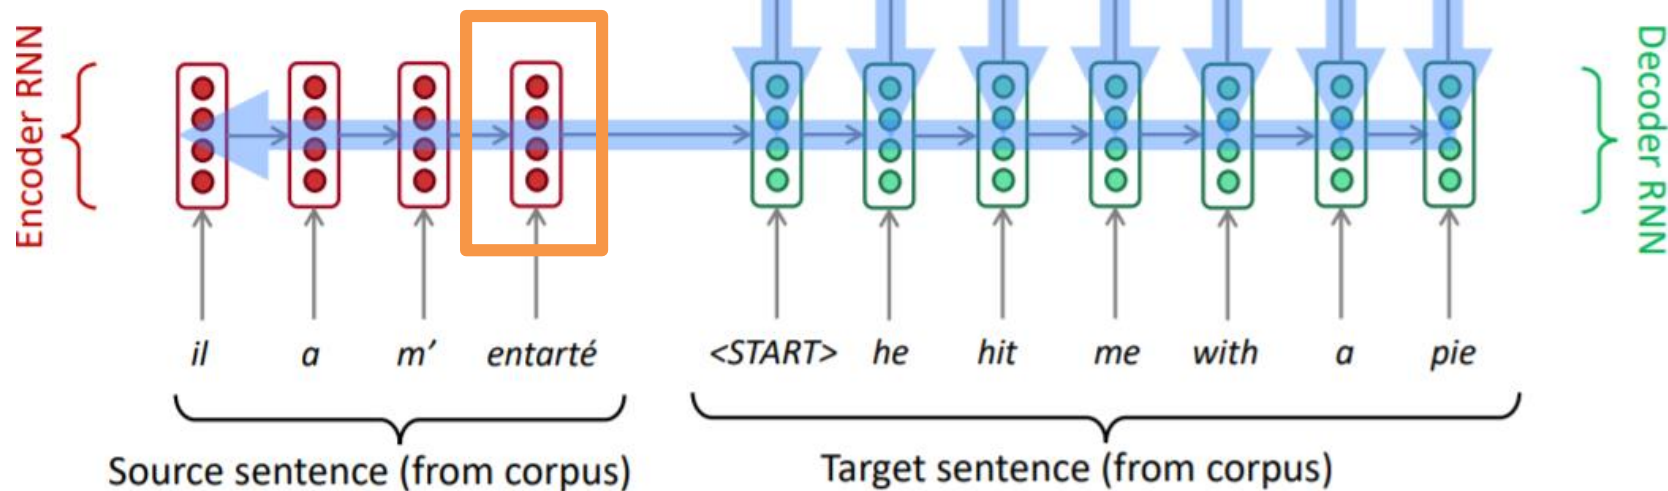 Encoder RNN
Decoder RNN
il a m’ entarté <START> he hit me with a pie
Source sentence (from corpus) Target sentence (from corpus)